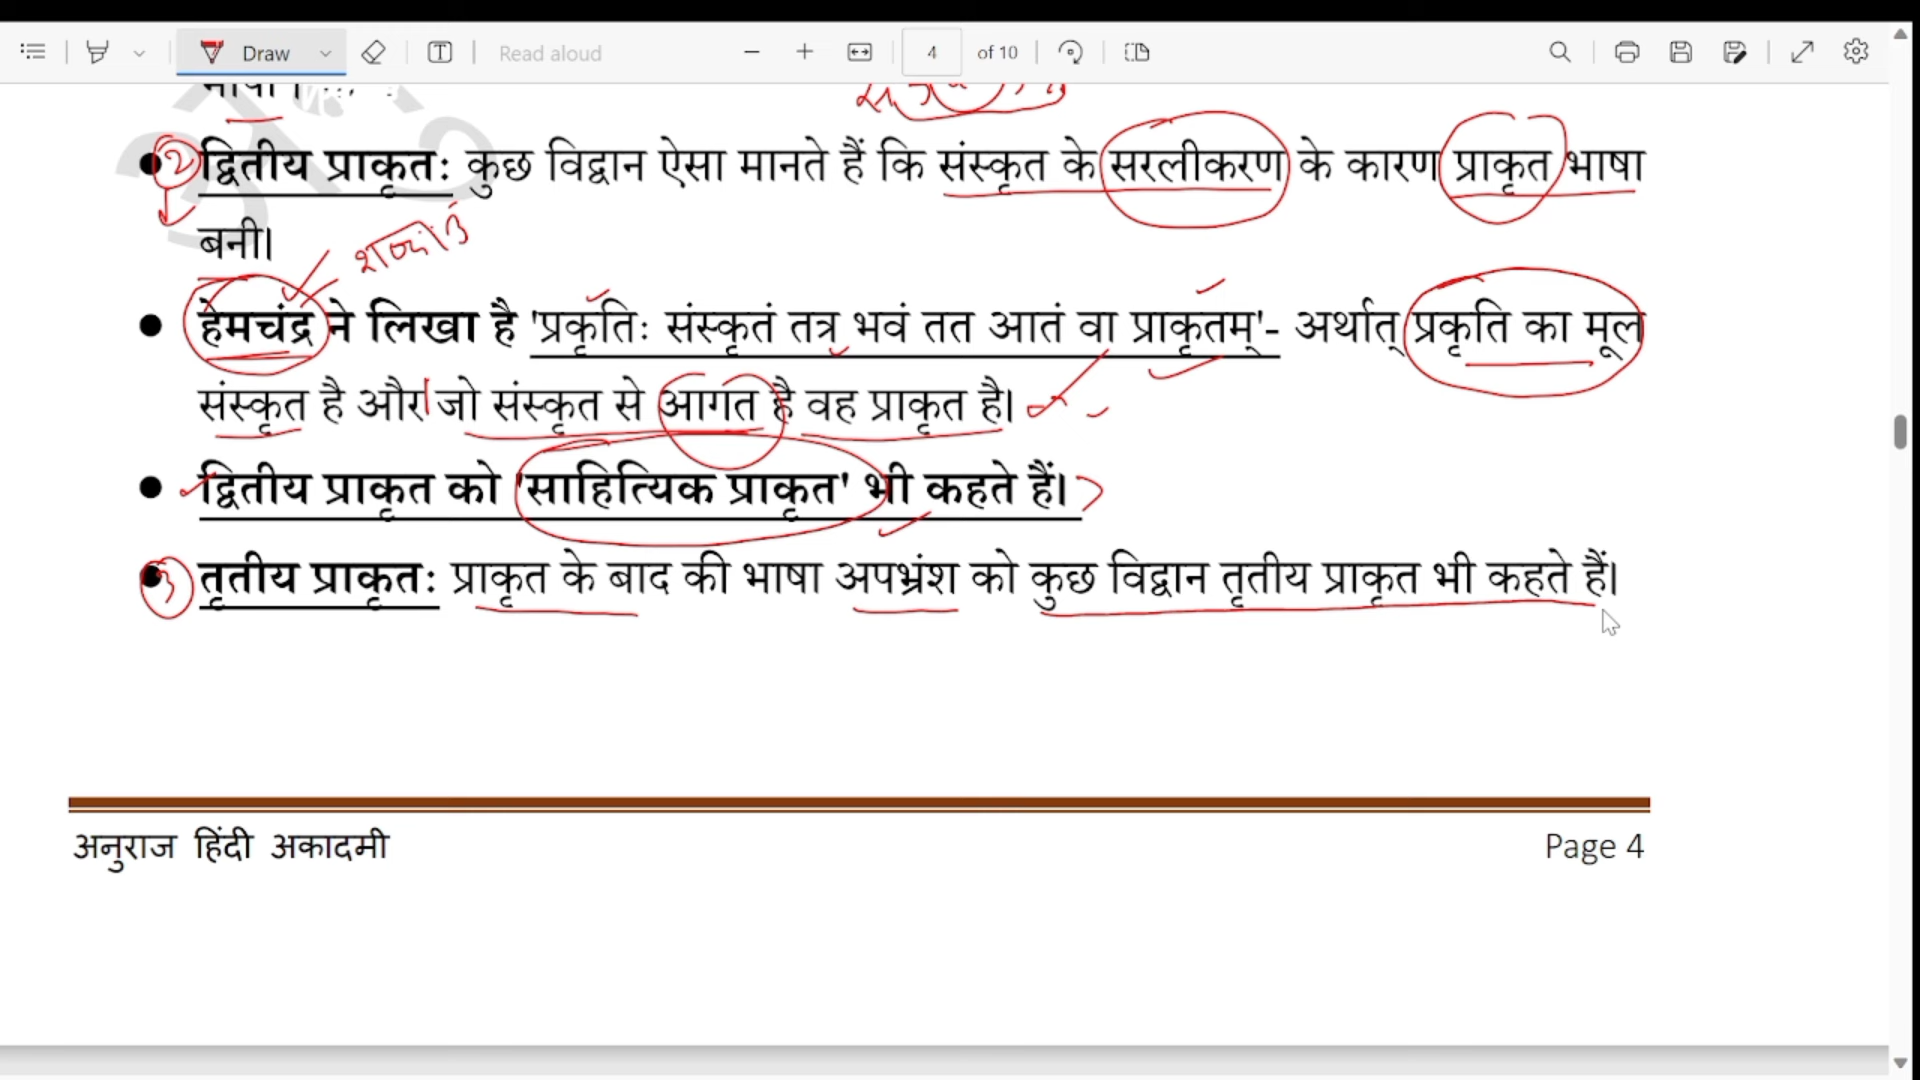 Draw
Read aloud
4 of 10
द्वितीय प्राकृतः कुछ विद्वान ऐसा मानते हैं कि संस्कृत के सरलीकरण के कारण प्राकृत भाषा
बनी।
हेमचंद्र ने लिखा है 'प्रकृतिः संस्कृतं तत्र भवं तत आतं वा प्राकृतम्'- अर्थात् प्रकृति का मूल
संस्कृत है और जो संस्कृत से आगत है वह प्राकृत है।
द्वितीय प्राकृत को 'साहित्यिक प्राकृत' भी कहते हैं।
तृतीय प्राकृतः प्राकृत के बाद की भाषा अपभ्रंश को कुछ विद्वान तृतीय प्राकृत भी कहते हैं।
अनुराज हिंदी अकादमी
Page 4